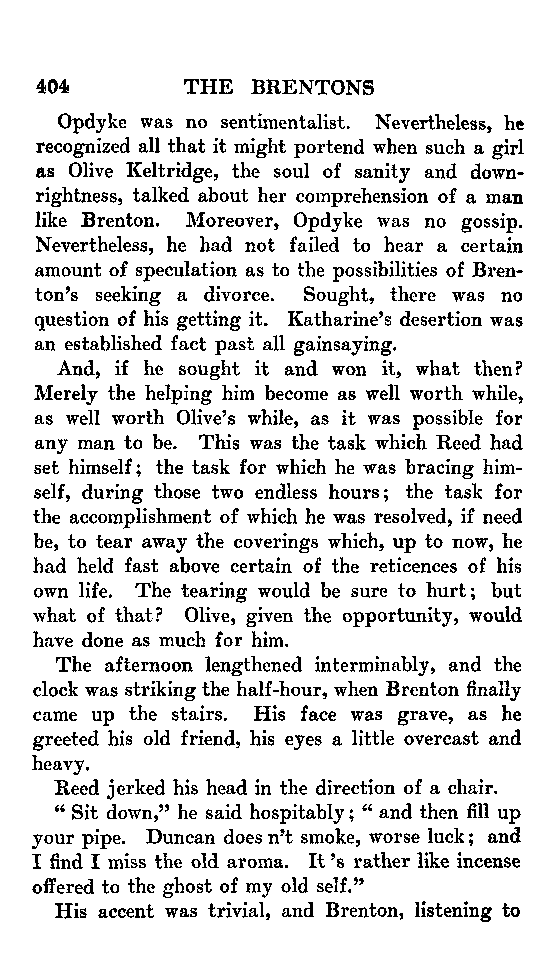 404 THE BRENTONS
Opdyke was no sentimentalist. Nevertheless, he
recognized all that it might portend when such a girl
as Olive Keltridge, the soul of sanity and down-
rightness, talked about her comprehension of a man
like Brenton. Moreover, Opdyke was no gossip.
Nevertheless, he had not failed to hear a certain
amount of speculation as to the possibilities of Bren-
ton's seeking a divorce. Sought, there was no
question of his getting it. Katharine's desertion was
an established fact past all gainsaying.
And, if he sought it and won it, what then?
Merely the helping him become as well worth while,
as well worth Olive's while, as it was possible for
any man to be. This was the task which Reed had
set himself; the task for which he was bracing him-
self, during those two endless hours; the task for
the accomplishment of which he was resolved, if need
be, to tear away the coverings which, up to now, he
had held fast above certain of the reticences of his
own life. The tearing would be sure to hurt; but
what of that? Olive, given the opportunity, would
have done as much for him.
The afternoon lengthened interminably, and the
clock was striking the half-hour, when Brenton finally
came up the stairs. His face was grave, as he
greeted his old friend, his eyes a little overcast and
heavy.
Reed jerked his head in the direction of a chair.
“ Sit down,” he said hospitably; “ and then fill up
your pipe. Duncan does n't smoke, worse luck; and
I find I miss the old aroma. It 's rather like incense
offered to the ghost of my old self.”
His accent was trivial, and Brenton, listening to